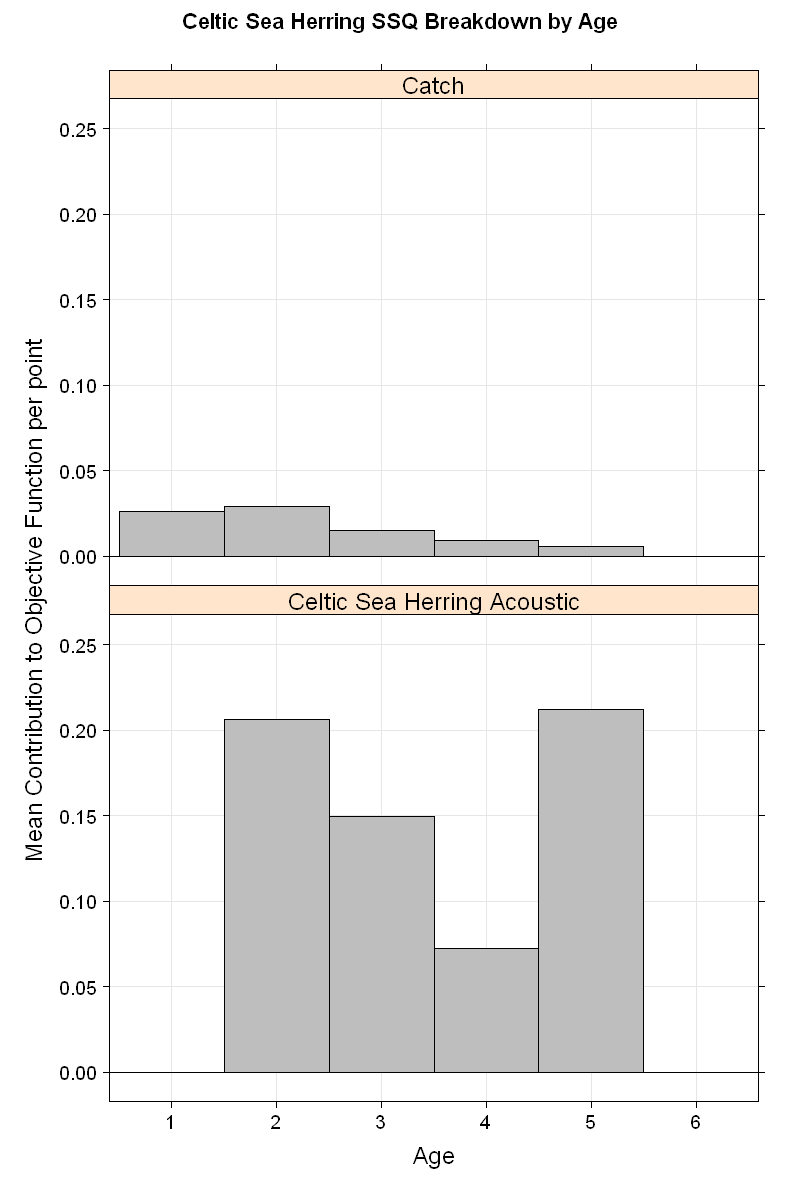 Celtic Sea Herring SSQ Breakdown by Age
Catch
0.25
0.20
0.15
0.10
0.05
0.00
Mean Contribution to Objective Function per point
Celtic Sea Herring Acoustic
0.25
0.20
0.15
0.10
0.05
0.00
1 2 3 4 5 6
Age